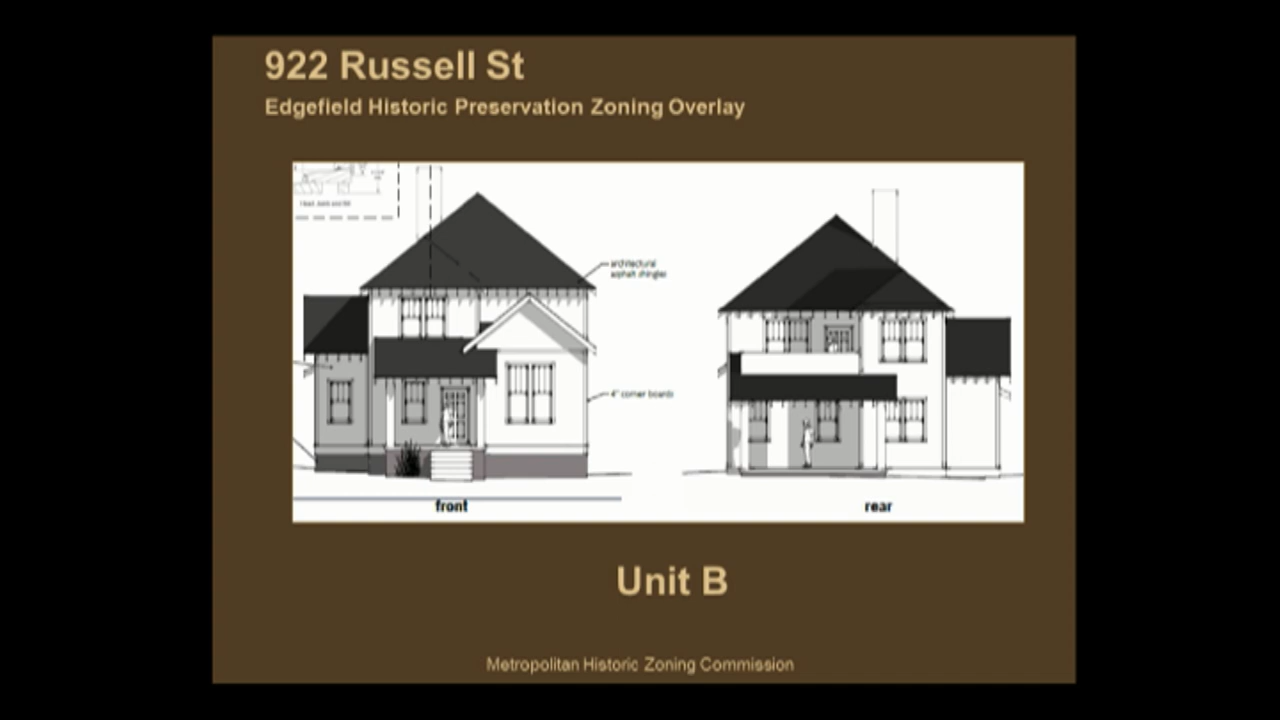 922 Russell St
Edgefield Historic Preservation Zoning Overlay
architectural
asphalt shingles
4" corner boards
front
rear
Unit B
Metropolitan Historic Zoning Commission